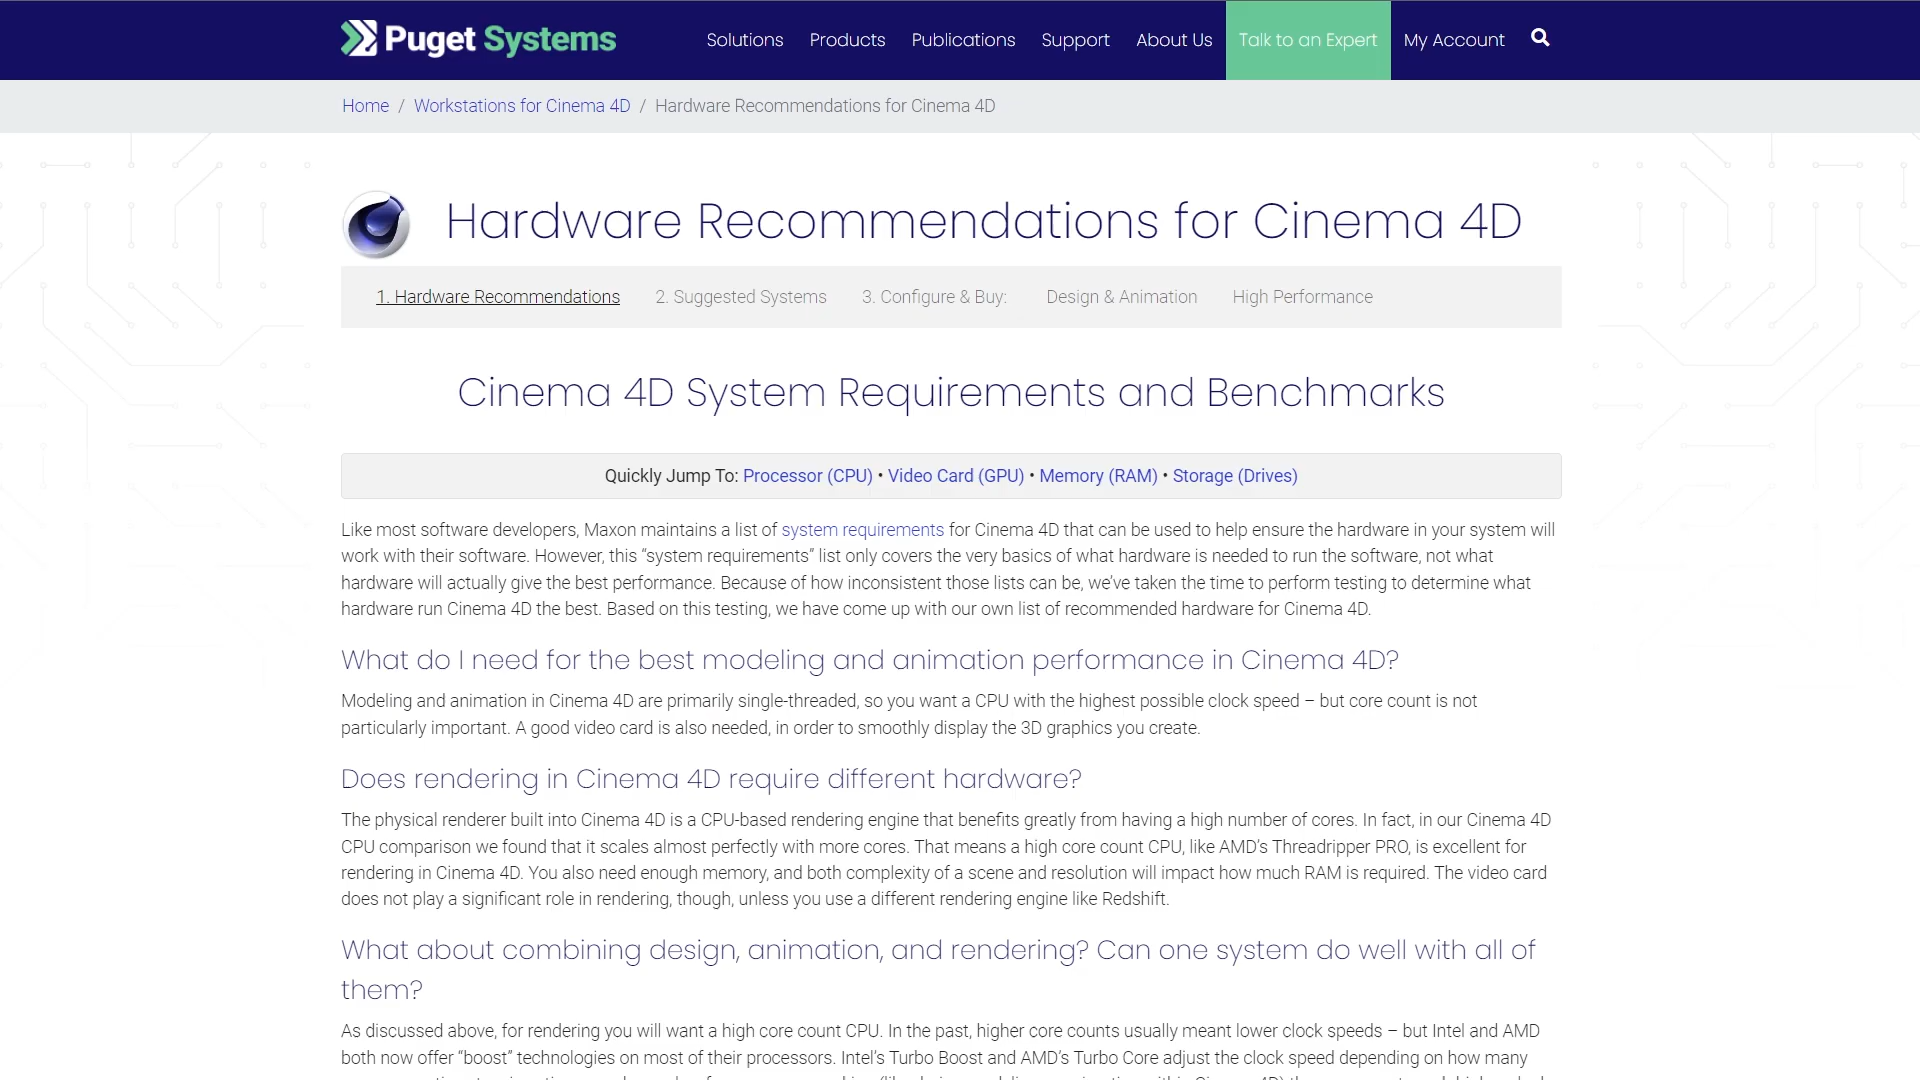 Puget Systems
Solutions
Products
Publications
Support
About Us
Talk to an Expert
My Account
Home / Workstations for Cinema 4D / Hardware Recommendations for Cinema 4D
Hardware Recommendations for Cinema 4D
1. Hardware Recommendations
2. Suggested Systems
3. Configure & Buy:
Design & Animation
High Performance
Cinema 4D System Requirements and Benchmarks
Quickly Jump To: Processor (CPU) • Video Card (GPU) • Memory (RAM) • Storage (Drives)
Like most software developers, Maxon maintains a list of system requirements for Cinema 4D that can be used to help ensure the hardware in your system will
work with their software. However, this “system requirements” list only covers the very basics of what hardware is needed to run the software, not what
hardware will actually give the best performance. Because of how inconsistent those lists can be, we’ve taken the time to perform testing to determine what
hardware run Cinema 4D the best. Based on this testing, we have come up with our own list of recommended hardware for Cinema 4D.
What do I need for the best modeling and animation performance in Cinema 4D?
Modeling and animation in Cinema 4D are primarily single-threaded, so you want a CPU with the highest possible clock speed – but core count is not
particularly important. A good video card is also needed, in order to smoothly display the 3D graphics you create.
Does rendering in Cinema 4D require different hardware?
The physical renderer built into Cinema 4D is a CPU-based rendering engine that benefits greatly from having a high number of cores. In fact, in our Cinema 4D
CPU comparison we found that it scales almost perfectly with more cores. That means a high core count CPU, like AMD’s Threadripper PRO, is excellent for
rendering in Cinema 4D. You also need enough memory, and both complexity of a scene and resolution will impact how much RAM is required. The video card
does not play a significant role in rendering, though, unless you use a different rendering engine like Redshift.
What about combining design, animation, and rendering? Can one system do well with all of
them?
As discussed above, for rendering you will want a high core count CPU. In the past, higher core counts usually meant lower clock speeds – but Intel and AMD
both now offer “boost” technologies on most of their processors. Intel’s Turbo Boost and AMD’s Turbo Core adjust the clock speed depending on how many